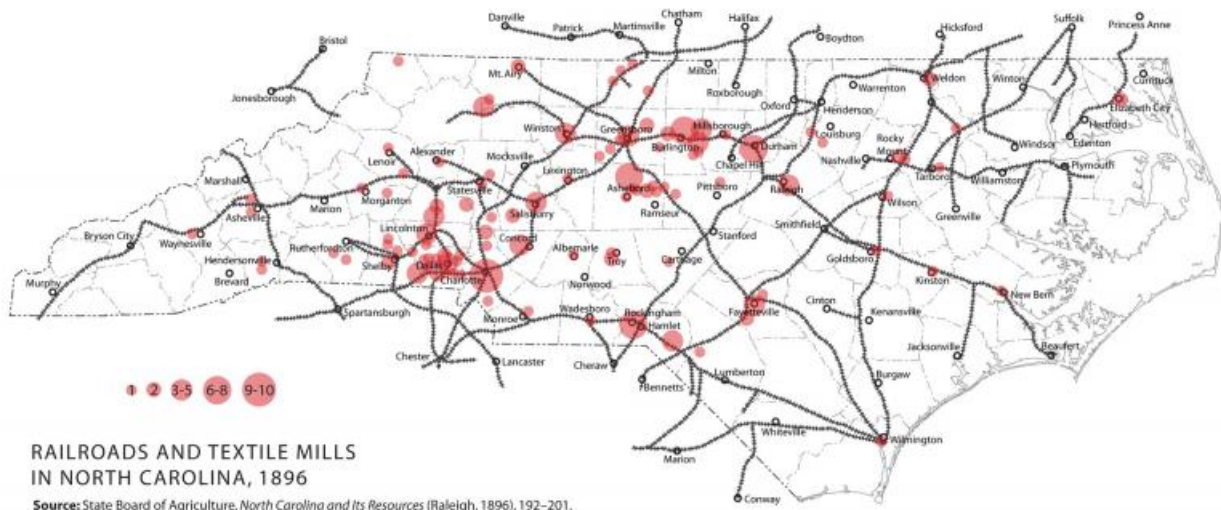 Danville
Patrick
Martinsville
Chatham
Halifax
Boydton
Hicksford
Suffolk
Princess Anne
Bristol
Jonesborough
Mt. Airy
Milton
Roxborough
Oxford
Henderson
Warrenton
Weldon
Winton
Currituck
Elizabeth City
Hertford
Edenton
Winston
Greensboro
Burlington
Hillsborough
Durham
Chapel Hill
Louisburg
Nashville
Rocky
Mount
Tarboro
Windsor
Williamston
Plymouth
Lenoir
Alexander
Mocksville
Lexington
Statesville
Marshall
Asheville
Marion
Morganton
Ashebord
Ramseur
Pittsboro
Raleigh
Wilson
Greenville
Salisbury
Lincolnton
Concord
Albemarle
Troy
Carthage
Stanford
Smithfield
Goldsboro
Kinston
New Bern
Bryson City
Waynesville
Rutherfordton
Hendersonville
Shelby
Dallas
Charlotte
Murphy
Brevard
Norwood
Spartansburgh
Monroe
Wadesboro
Rockingham
Hamlet
Fayetteville
Clinton
Kenansville
Jacksonville
Beaufert
Chester
Lancaster
Cheraw
Bennetts
Lumberton
Burgaw
Whiteville
Wilmington
Marion
Conway
1 2 3-5 6-8 9-10
RAILROADS AND TEXTILE MILLS
IN NORTH CAROLINA, 1896
Source: State Board of Agriculture, North Carolina and Its Resources (Raleigh, 1896), 192–201.